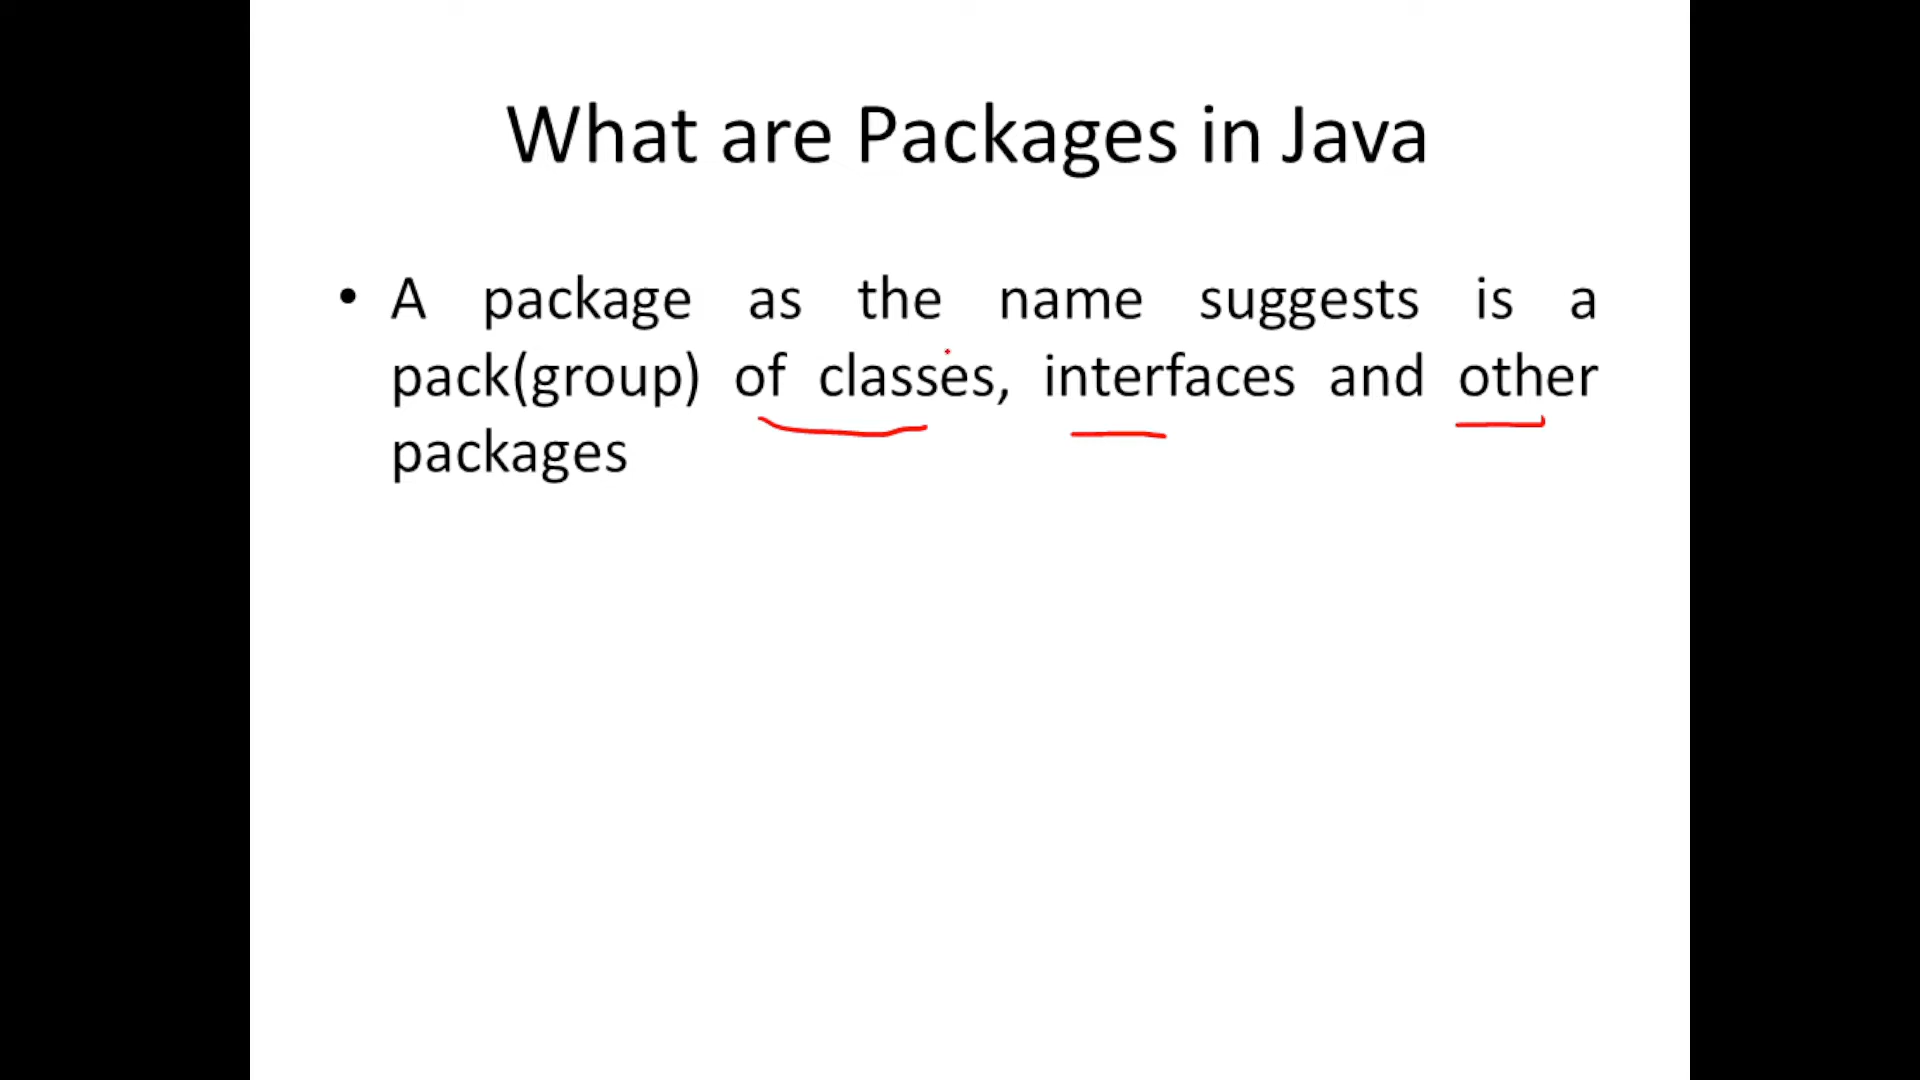 What are Packages in Java
• A package as the name suggests is a
pack(group) of classes, interfaces and other
packages